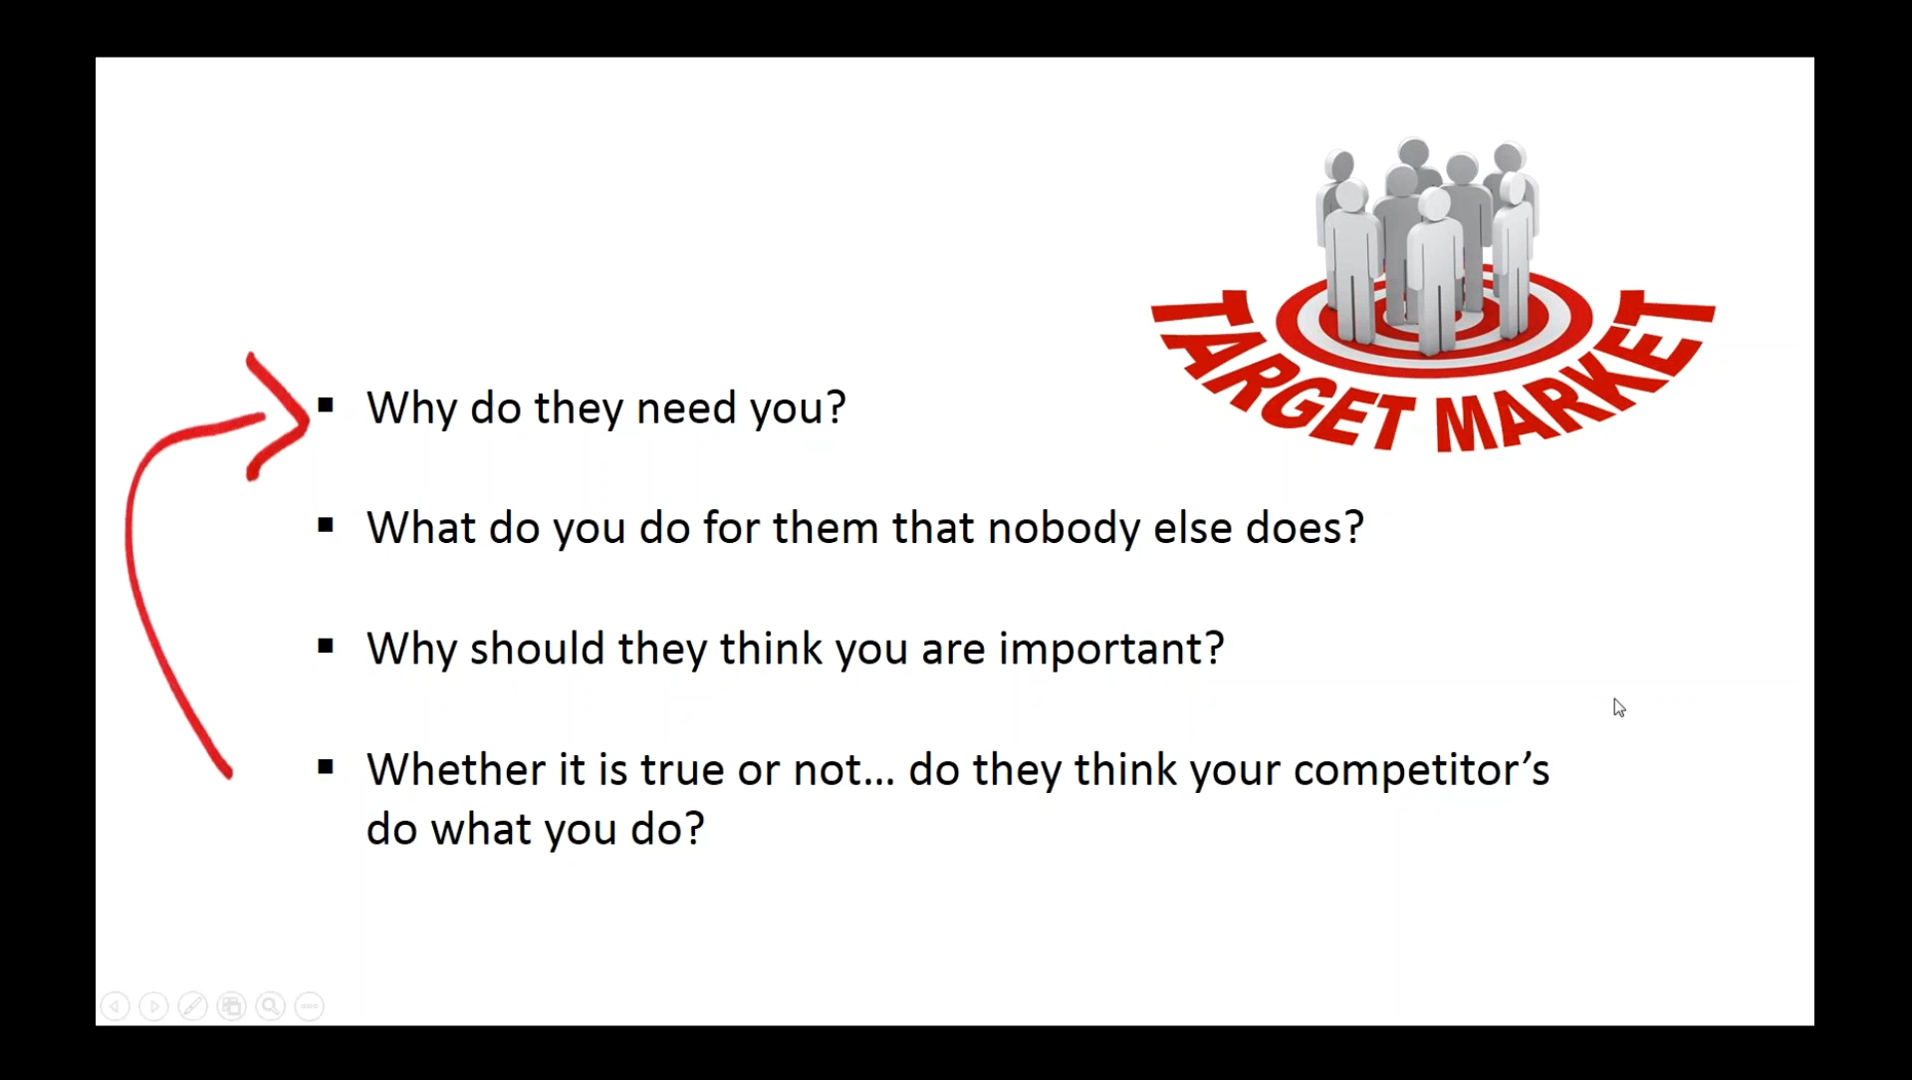 TARGET MARKET
Why do they need you?
What do you do for them that nobody else does?
Why should they think you are important?
Whether it is true or not... do they think your competitor’s
do what you do?